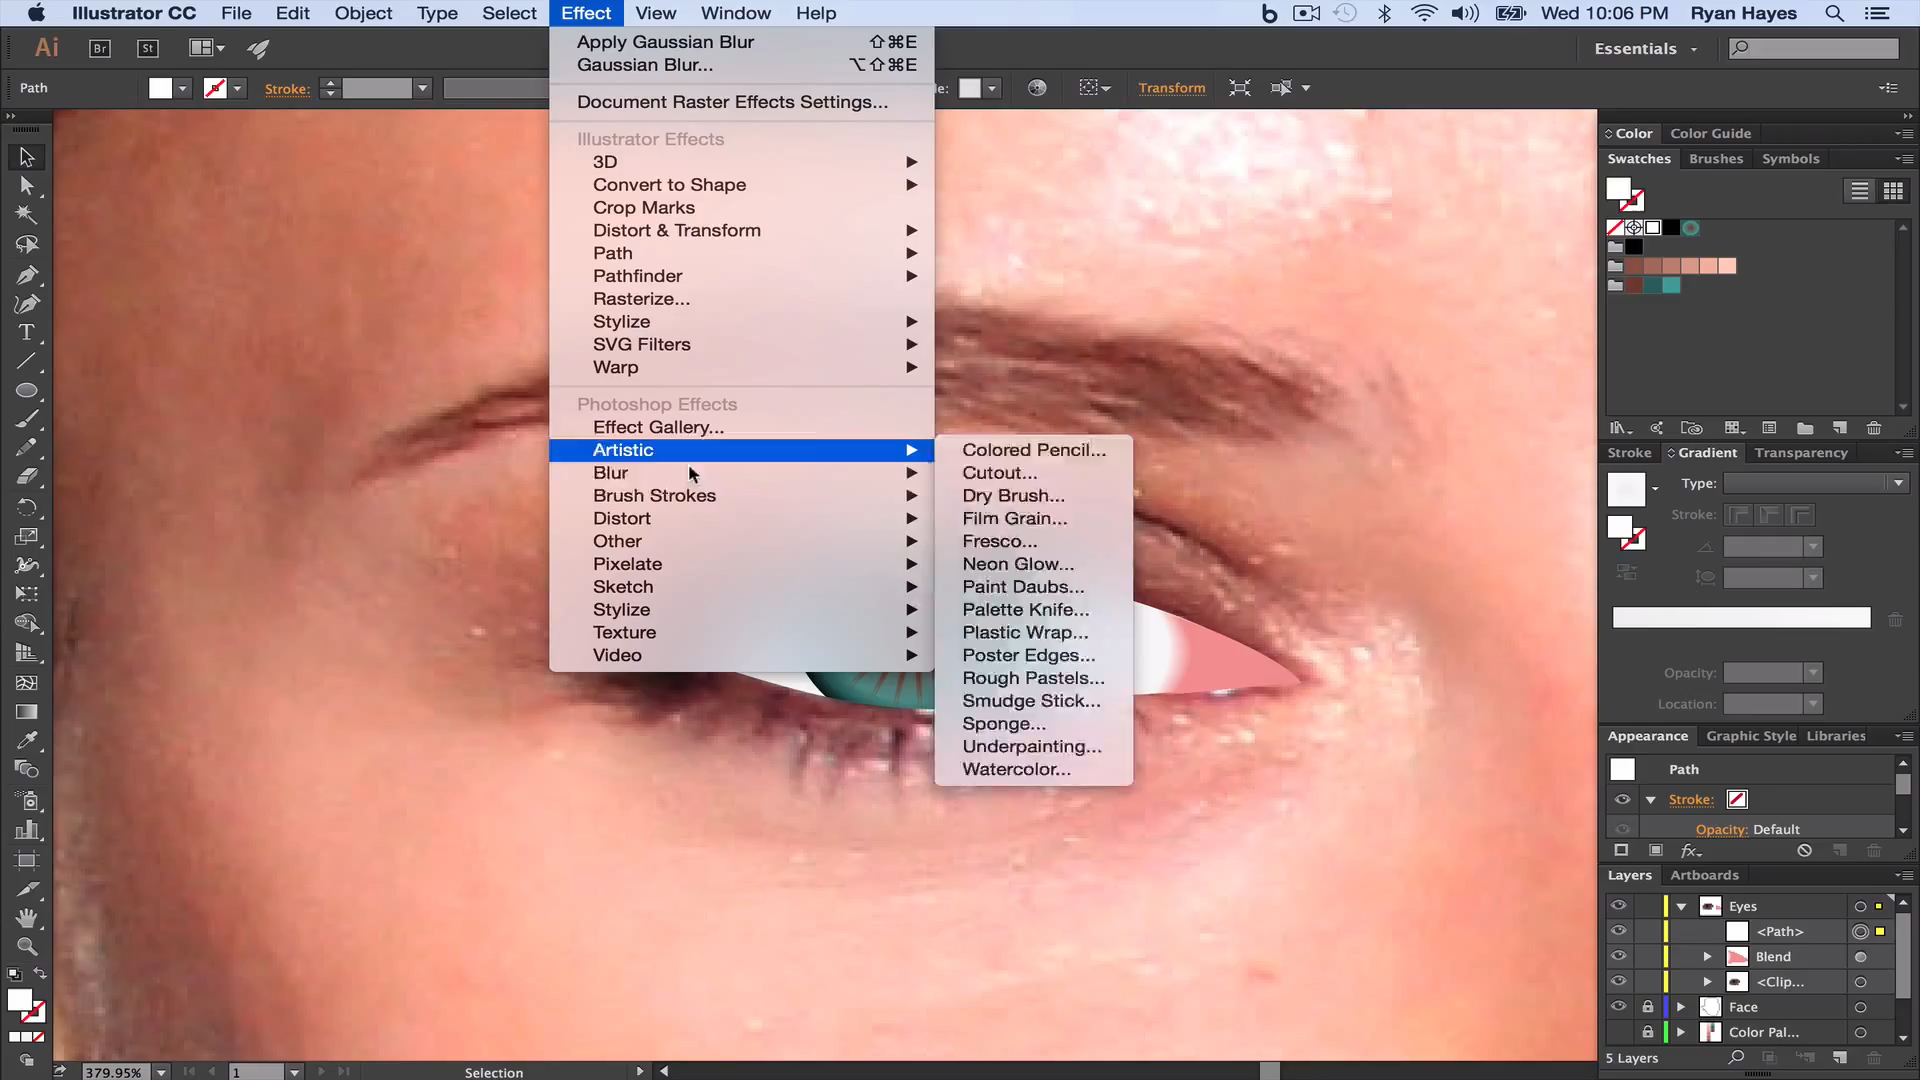 Illustrator CC File Edit Object Type Select Effect View Window Help Wed 10:06 PM Ryan Hayes
Ai Br St Essentials
Path Stroke: le: Transform
Apply Gaussian Blur ⇧⌘E
Gaussian Blur... ⌥⇧⌘E
Document Raster Effects Settings...
Illustrator Effects
3D
Convert to Shape
Crop Marks
Distort & Transform
Path
Pathfinder
Rasterize...
Stylize
SVG Filters
Warp
Photoshop Effects
Effect Gallery...
Artistic
Blur
Brush Strokes
Distort
Other
Pixelate
Sketch
Stylize
Texture
Video
Colored Pencil...
Cutout...
Dry Brush...
Film Grain...
Fresco...
Neon Glow...
Paint Daubs...
Palette Knife...
Plastic Wrap...
Poster Edges...
Rough Pastels...
Smudge Stick...
Sponge...
Underpainting...
Watercolor...
Color Color Guide
Swatches Brushes Symbols
Stroke Gradient Transparency
Type:
Stroke:
Opacity:
Location:
Appearance Graphic Style Libraries
Path
Stroke:
Opacity: Default
fx
Layers Artboards
Eyes
<Path>
Blend
<Clip...
Face
Color Pal...
5 Layers
379.95% 1 Selection